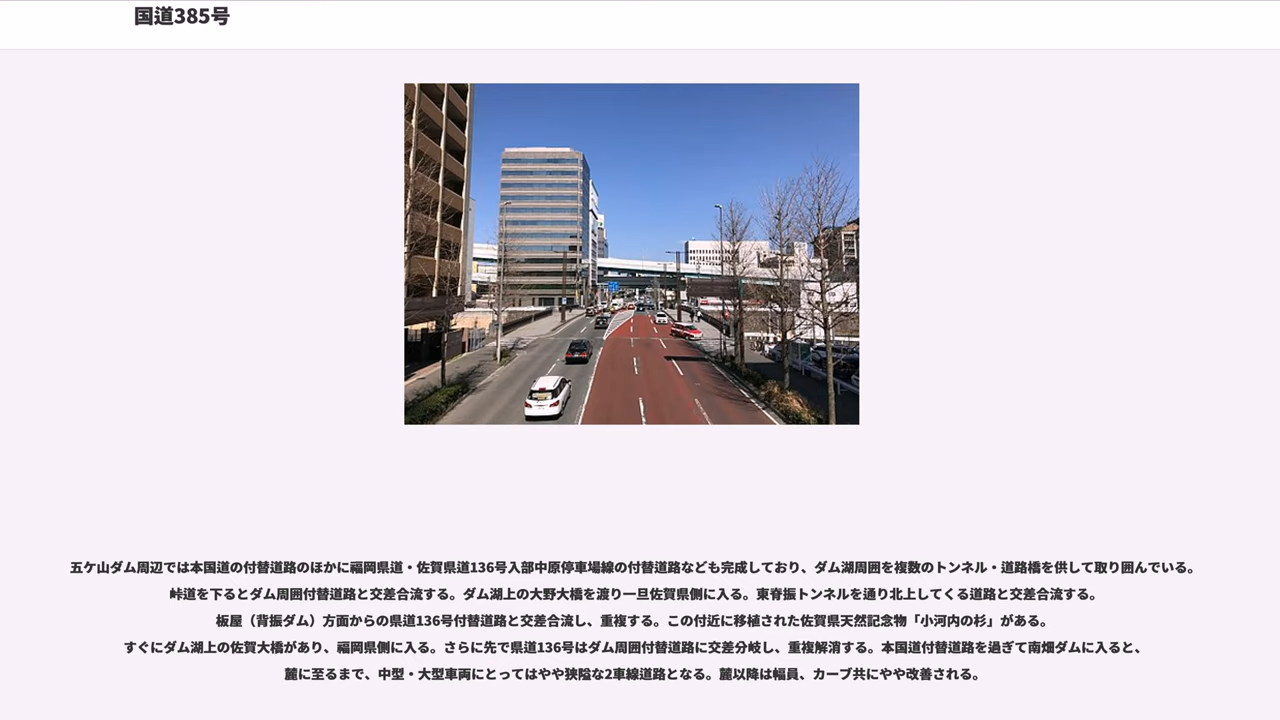 国道385号
五ケ山ダム周辺では本国道の付替道路のほかに福岡県道・佐賀県道136号入部中原停車場線の付替道路なども完成しており、ダム湖周囲を複数のトンネル・道路橋を供して取り囲んでいる。
峠道を下るとダム周囲付替道路と交差合流する。ダム湖上の大野大橋を渡り一旦佐賀県側に入る。東脊振トンネルを通り北上してくる道路と交差合流する。
板屋（背振ダム）方面からの県道136号付替道路と交差合流し、重複する。この付近に移植された佐賀県天然記念物「小河内の杉」がある。
すぐにダム湖上の佐賀大橋があり、福岡県側に入る。さらに先で県道136号はダム周囲付替道路に交差分岐し、重複解消する。本国道付替道路を過ぎて南畑ダムに入ると、
麓に至るまで、中型・大型車両にとってはやや狭隘な2車線道路となる。麓以降は幅員、カーブ共にやや改善される。